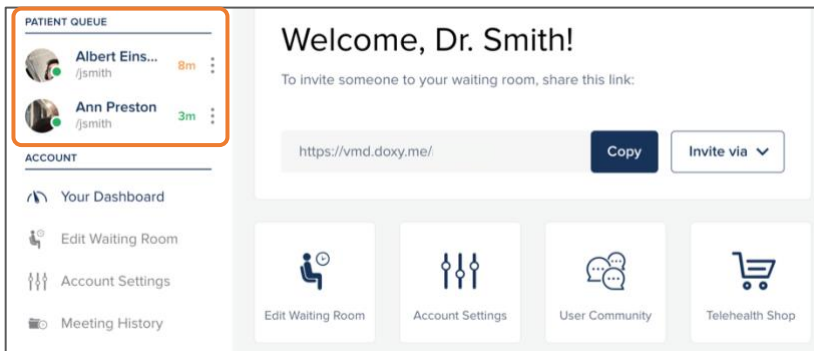 PATIENT QUEUE
Albert Eins...
/jsmith
8m
Ann Preston
/jsmith
3m
ACCOUNT
Your Dashboard
Edit Waiting Room
Account Settings
Meeting History
Welcome, Dr. Smith!
To invite someone to your waiting room, share this link:
https://vmd.doxy.me/
Copy
Invite via
Edit Waiting Room
Account Settings
User Community
Telehealth Shop